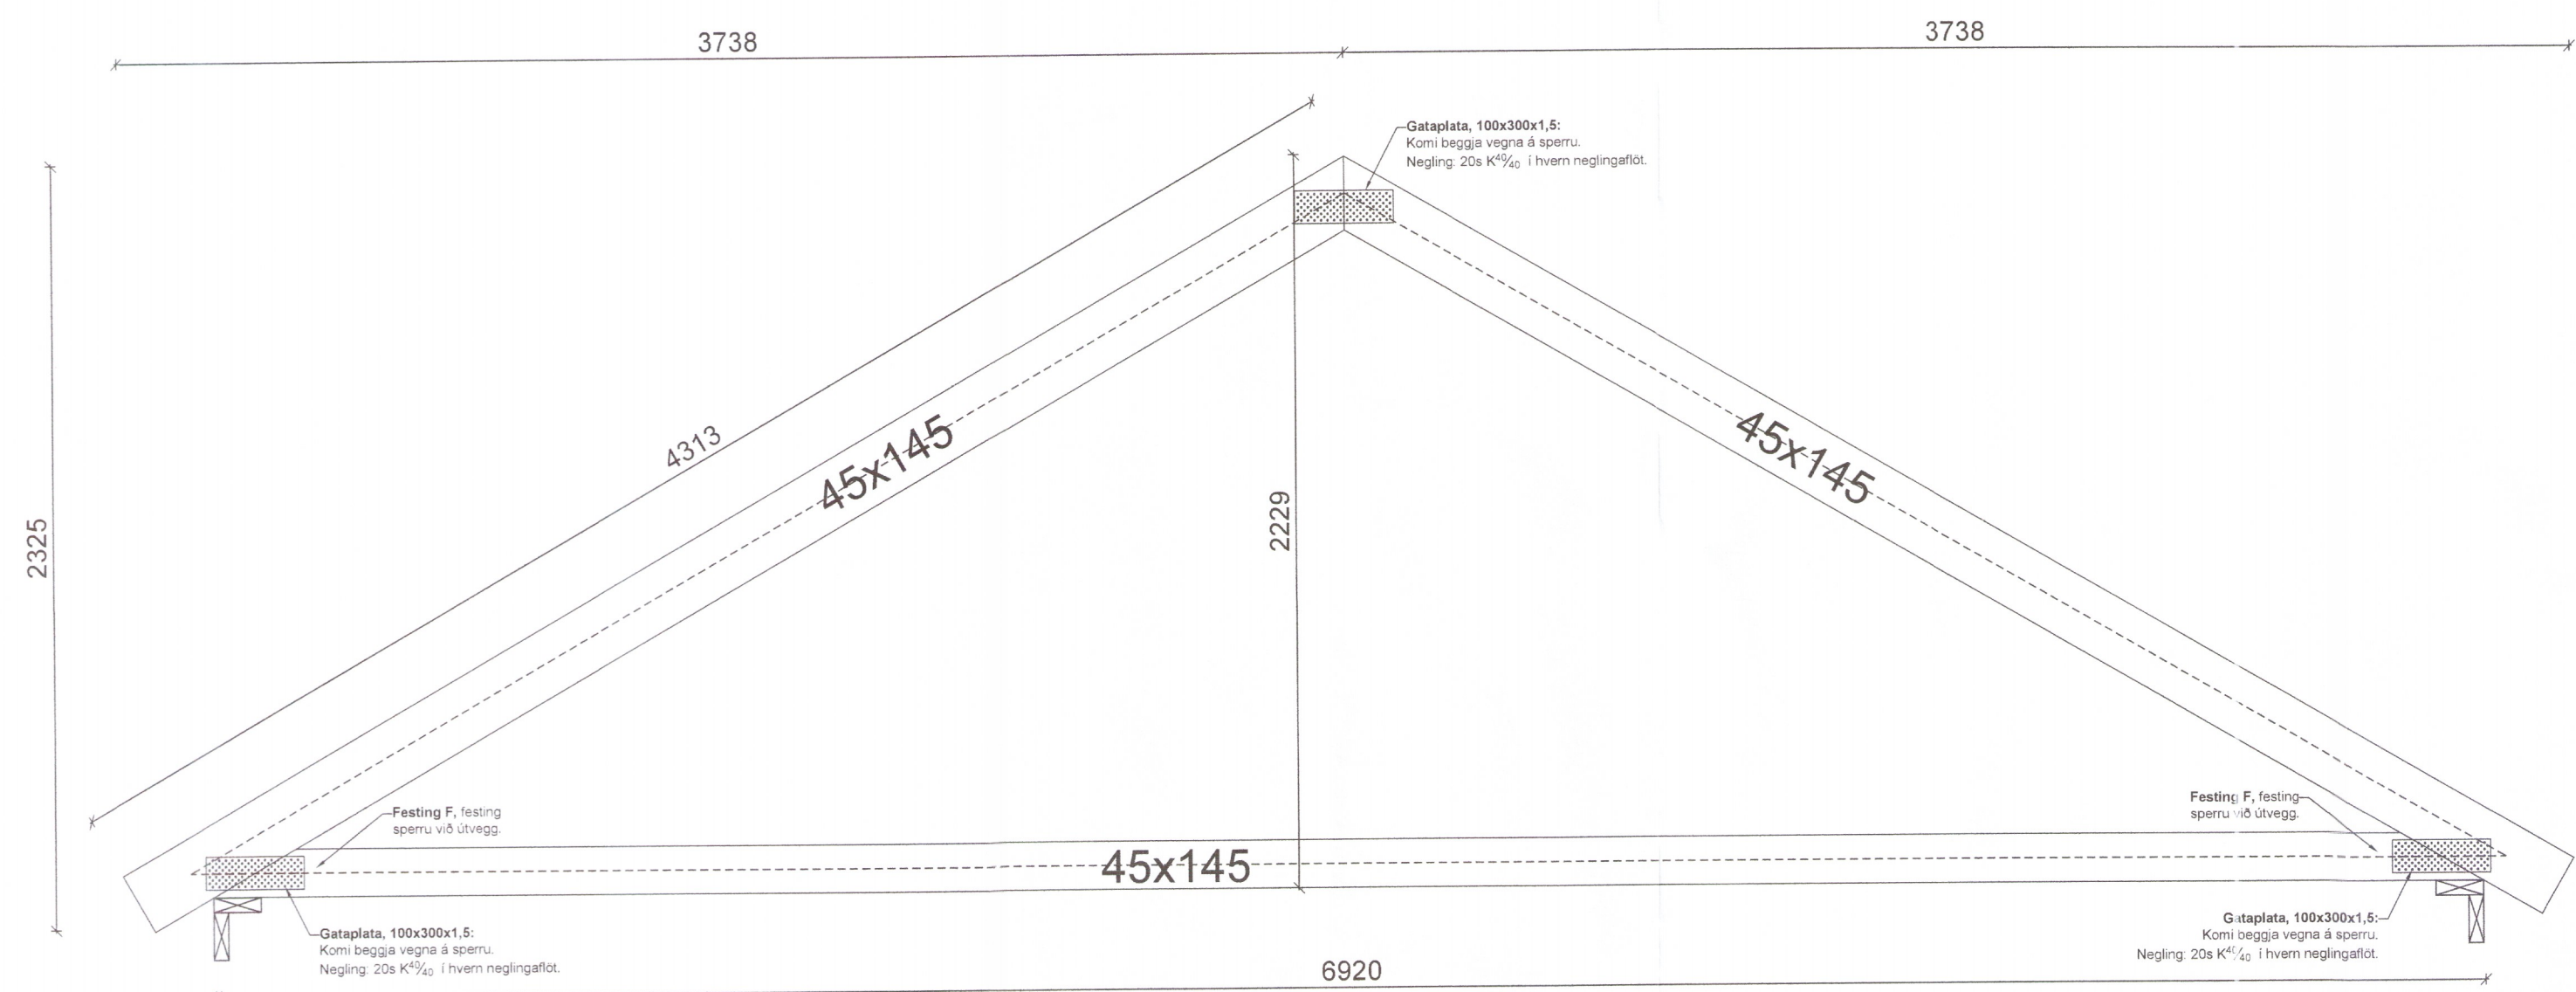 3738
3738
Gataplata, 100x300x1,5:
Komi beggja vegna á sperru.
Negling: 20s K40/40 í hvern neglingaflöt.
4313
45x145
45x145
2325
2229
Festing F, festing
sperru við útvegg.
Festing F, festing
sperru við útvegg.
45x145
Gataplata, 100x300x1,5:
Komi beggja vegna á sperru.
Negling: 20s K40/40 í hvern neglingaflöt.
Gataplata, 100x300x1,5:
Komi beggja vegna á sperru.
Negling: 20s K40/40 í hvern neglingaflöt.
6920